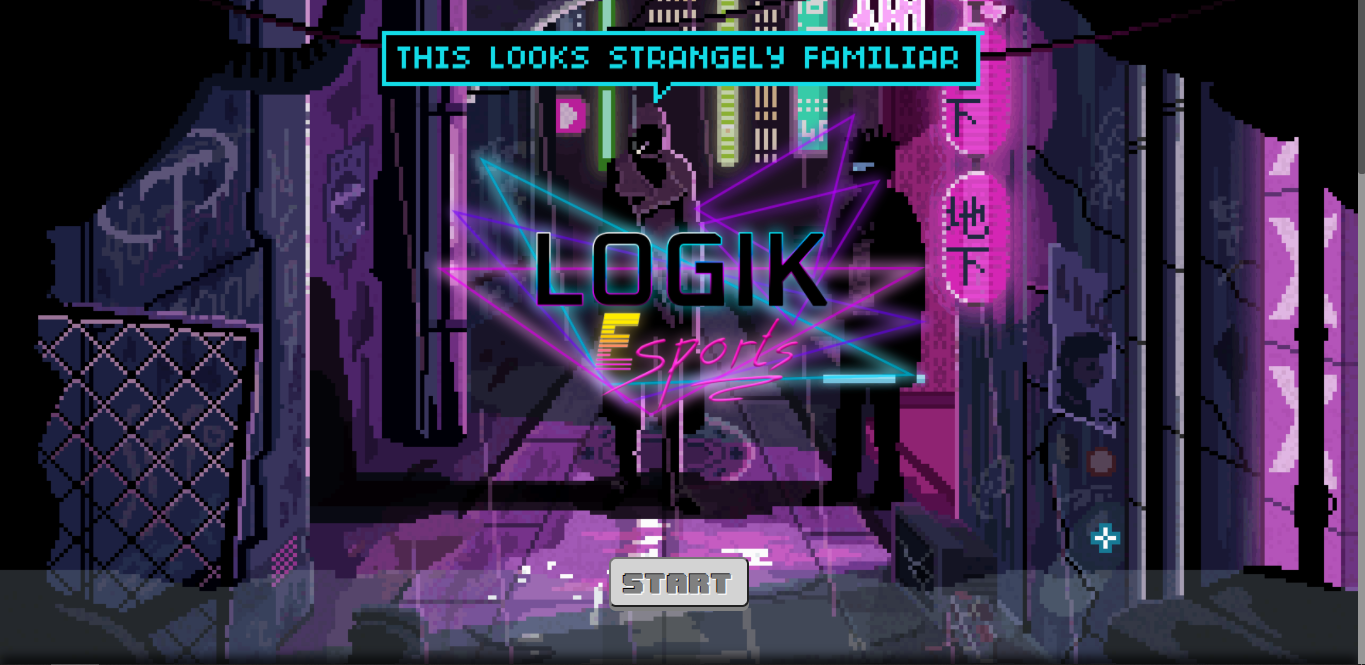 THIS LOOKS STRANGELY FAMILIAR
下
地
下
LOGIK
Esports
START